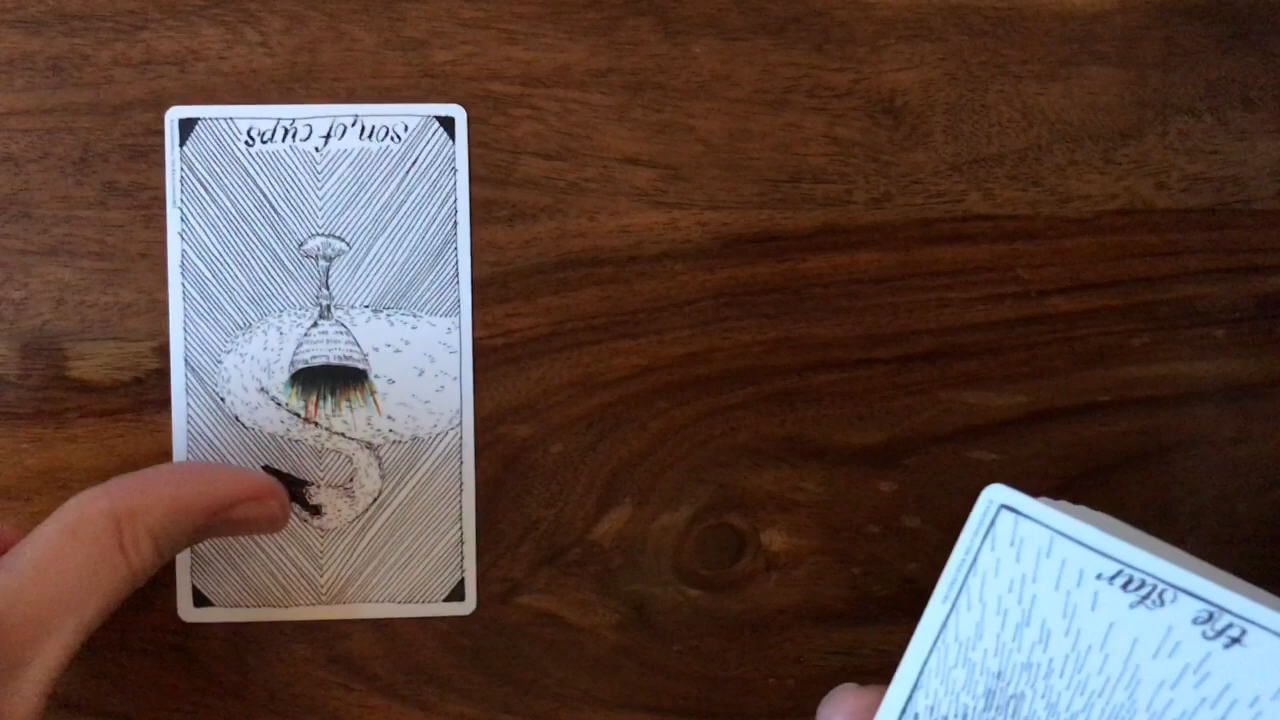 son of cups
the star